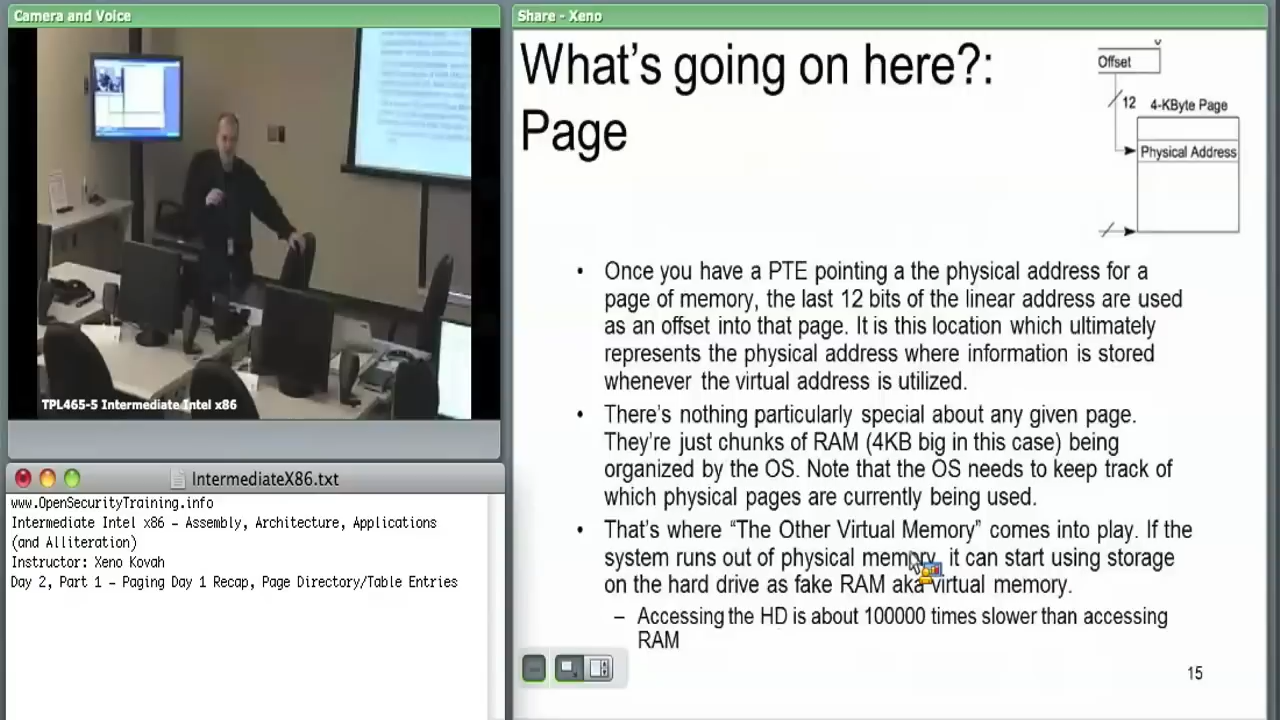 Camera and Voice
TPL465-5 Intermediate Intel x86
IntermediateX86.txt
www.OpenSecurityTraining.info
Intermediate Intel x86 – Assembly, Architecture, Applications
(and Alliteration)
Instructor: Xeno Kovah
Day 2, Part 1 – Paging Day 1 Recap, Page Directory/Table Entries
Share - Xeno
What's going on here?:
Page
Offset
12
4-KByte Page
Physical Address
• Once you have a PTE pointing a the physical address for a
page of memory, the last 12 bits of the linear address are used
as an offset into that page. It is this location which ultimately
represents the physical address where information is stored
whenever the virtual address is utilized.
• There's nothing particularly special about any given page.
They're just chunks of RAM (4KB big in this case) being
organized by the OS. Note that the OS needs to keep track of
which physical pages are currently being used.
• That's where “The Other Virtual Memory” comes into play. If the
system runs out of physical memory, it can start using storage
on the hard drive as fake RAM aka virtual memory.
– Accessing the HD is about 100000 times slower than accessing
RAM
15